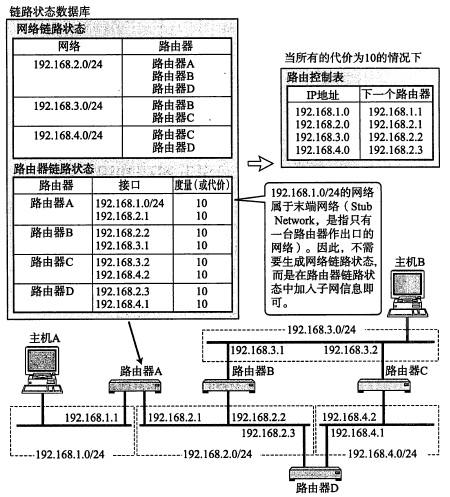 链路状态数据库
网络链路状态
网络 路由器
192.168.2.0/24 路由器A
路由器B
路由器D
192.168.3.0/24 路由器B
路由器C
192.168.4.0/24 路由器C
路由器D
路由器链路状态
路由器 接口 度量(或代价)
路由器A 192.168.1.0/24 10
192.168.2.1 10
路由器B 192.168.2.2 10
192.168.3.1 10
路由器C 192.168.3.2 10
192.168.4.2 10
路由器D 192.168.2.3 10
192.168.4.1 10
当所有的代价为10的情况下
路由控制表
IP地址 下一个路由器
192.168.1.0 192.168.1.1
192.168.2.0 192.168.2.1
192.168.3.0 192.168.2.2
192.168.4.0 192.168.2.3
192.168.1.0/24的网络
属于末端网络（Stub
Network，是指只有
一台路由器作出口的
网络）。因此，不需
要生成网络链路状态,
而是在路由器链路状
态中加入子网信息即
可。
主机B
192.168.3.0/24
192.168.3.1 192.168.3.2
主机A
路由器A 路由器B 路由器C
192.168.1.1 192.168.2.1 192.168.2.2 192.168.4.2
192.168.2.3 192.168.4.1
192.168.1.0/24 192.168.2.0/24 192.168.4.0/24
路由器D